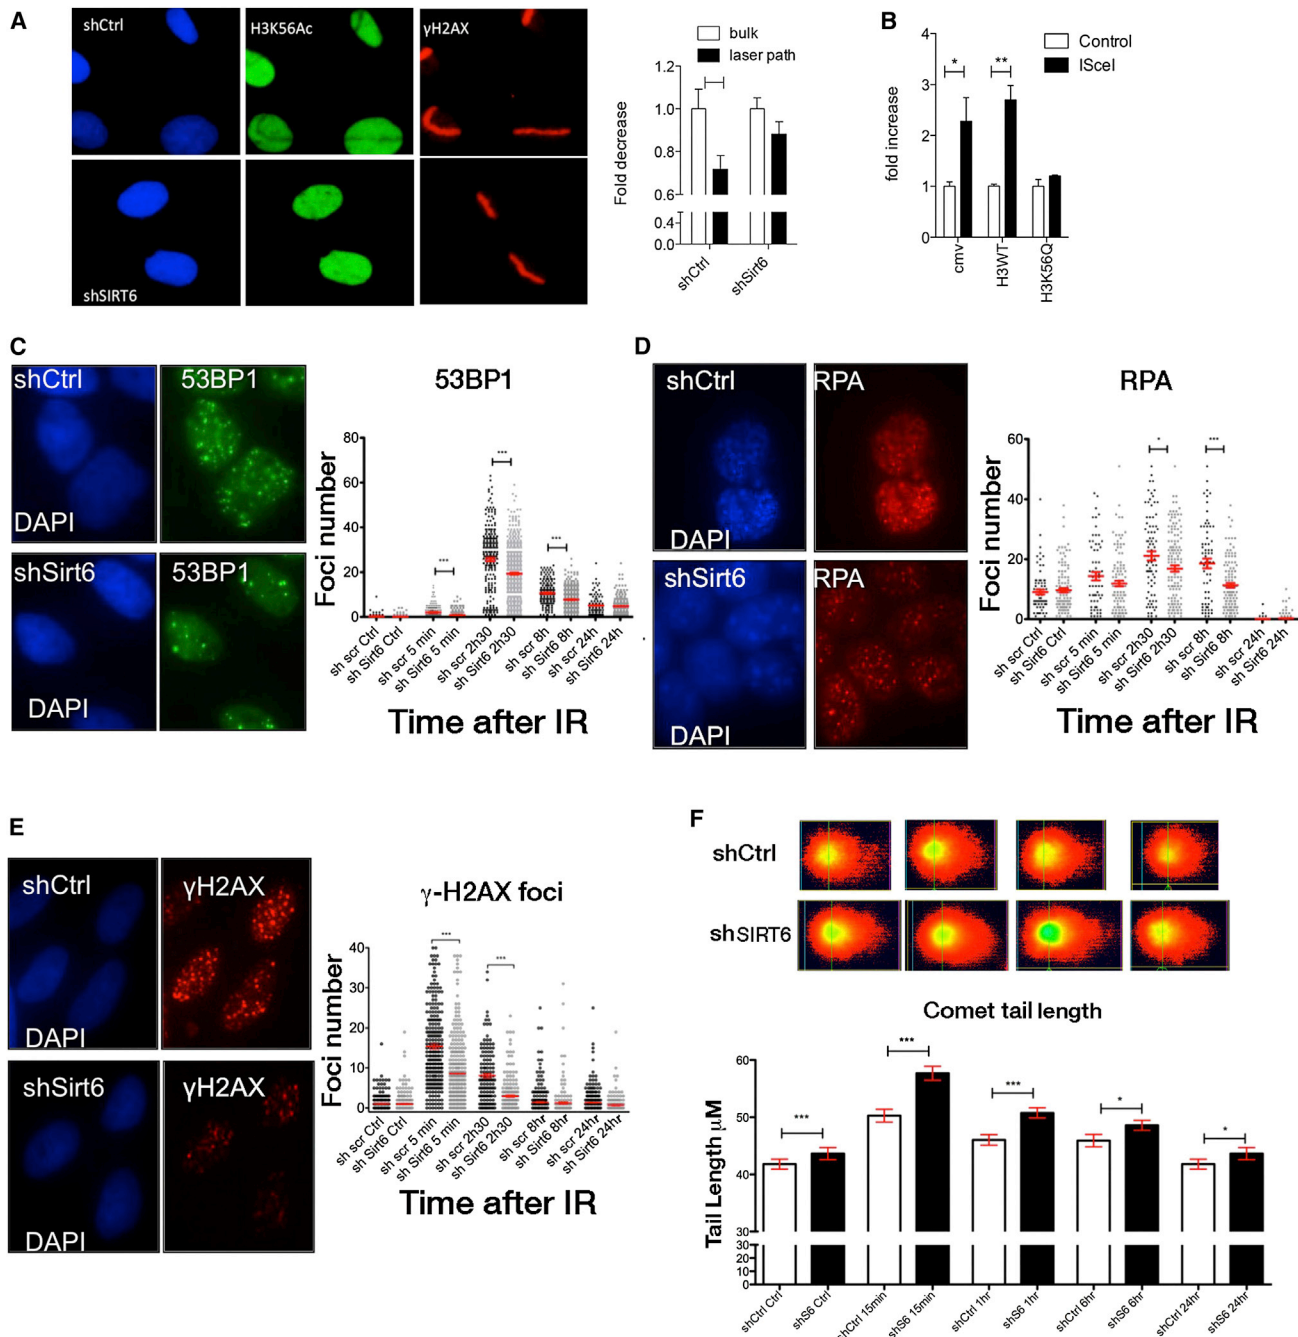 A
shCtrl
H3K56Ac
γH2AX
shSIRT6
bulk
laser path
Fold decrease
1.2
1.0
0.8
0.6
0.4
0.0
shCtrl
shSirt6
B
Control
ISceI
fold increase
4
3
2
1
0
*
**
cmv
H3WT
H3K56Q
C
shCtrl
53BP1
DAPI
shSirt6
53BP1
DAPI
53BP1
Foci number
80
60
40
20
0
***
***
***
sh scr Ctrl
sh Sirt6 Ctrl
sh scr 5 min
sh Sirt6 5 min
sh scr 2h30
sh Sirt6 2h30
sh scr 8h
sh Sirt6 8h
sh scr 24h
sh Sirt6 24h
Time after IR
D
shCtrl
RPA
DAPI
shSirt6
RPA
DAPI
RPA
Foci number
60
40
20
0
*
***
sh scr Ctrl
sh Sirt6 Ctrl
sh scr 5 min
sh Sirt6 5 min
sh scr 2h30
sh Sirt6 2h30
sh scr 8h
sh Sirt6 8h
sh scr 24h
sh Sirt6 24h
Time after IR
E
shCtrl
γH2AX
DAPI
shSirt6
γH2AX
DAPI
γ-H2AX foci
Foci number
40
30
20
10
0
***
***
sh scr Ctrl
sh Sirt6 Ctrl
sh scr 5 min
sh Sirt6 5 min
sh scr 2h30
sh Sirt6 2h30
sh scr 8hr
sh Sirt6 8hr
sh scr 24hr
sh Sirt6 24hr
Time after IR
F
shCtrl
shSIRT6
Comet tail length
Tail Length μM
60
50
40
30
30
25
20
15
10
5
0
***
***
***
*
*
shCtrl Ctrl
shS6 Ctrl
shCtrl 15min
shS6 15min
shCtrl 1hr
shS6 1hr
shCtrl 6hr
shS6 6hr
shCtrl 24hr
shS6 24hr